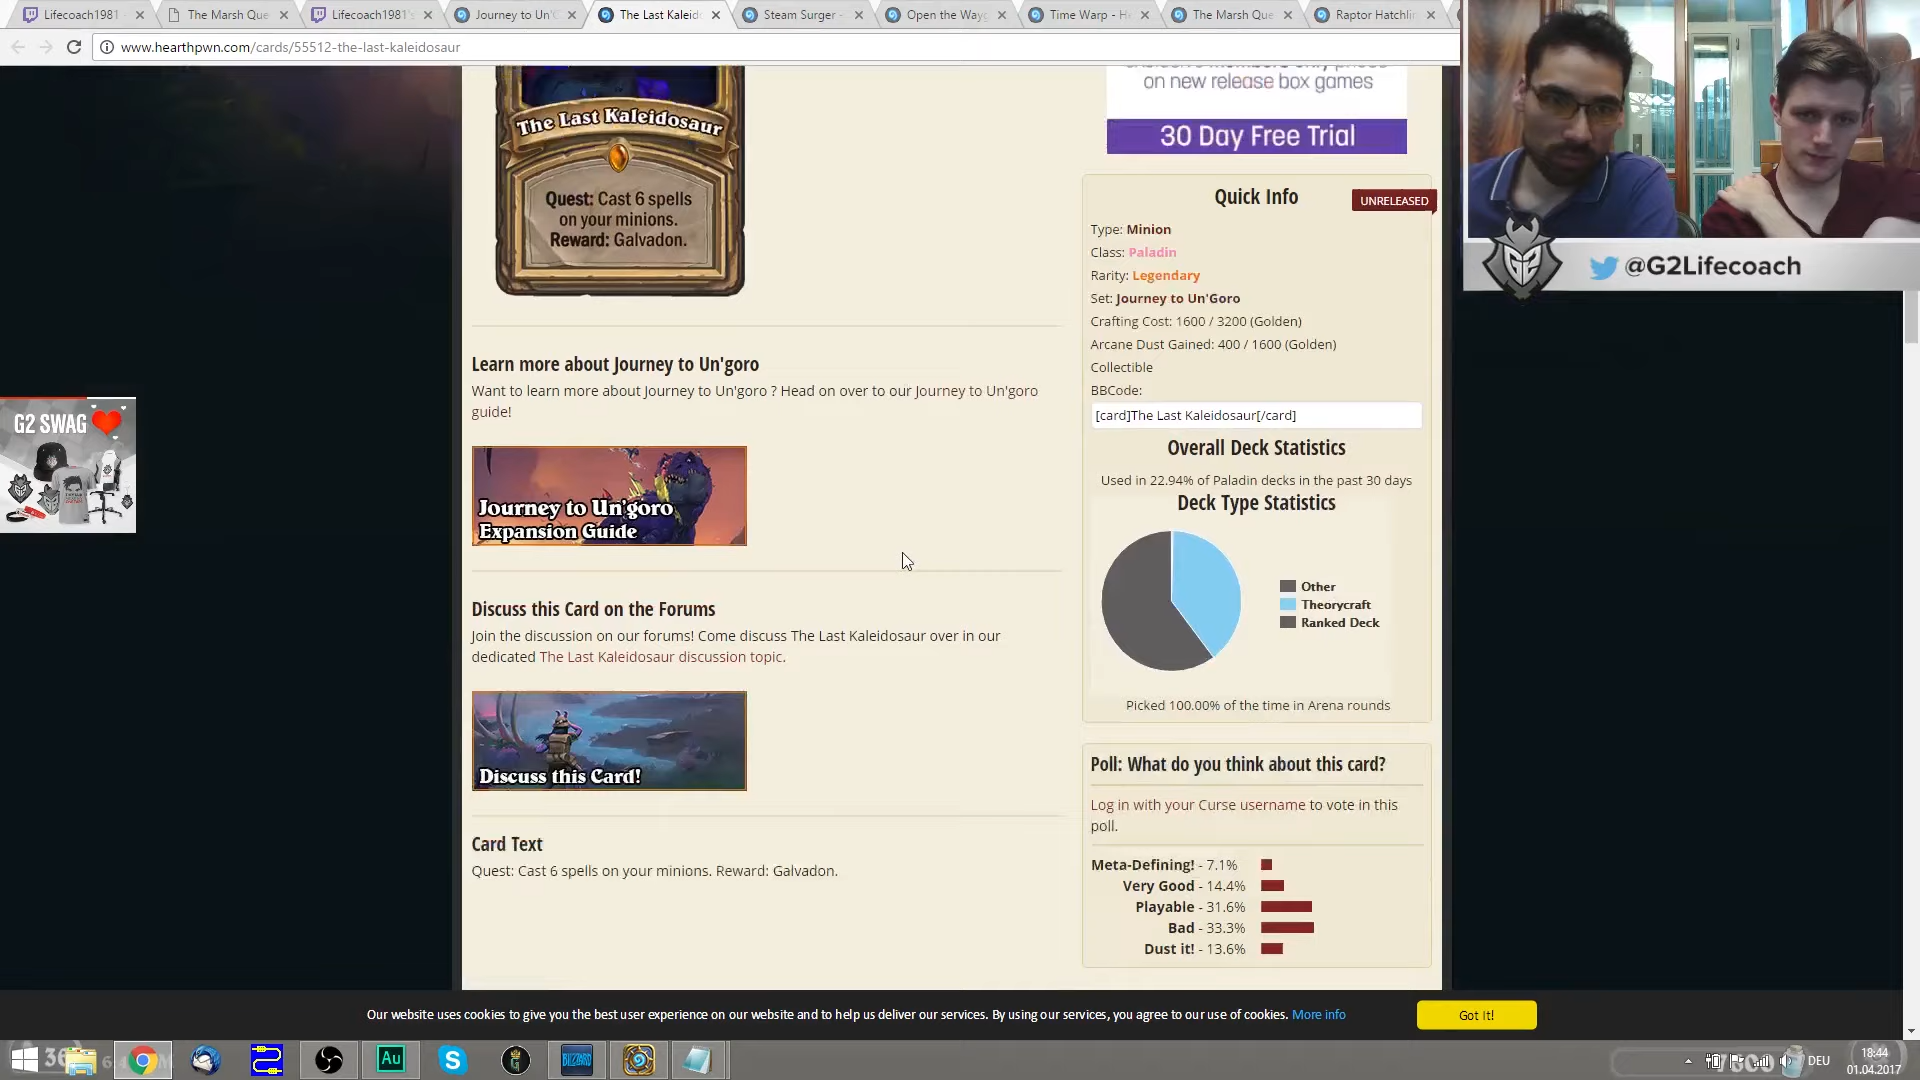 Lifecoach1981
The Marsh Que
Lifecoach1981's
Journey to Un'G
The Last Kaleid
Steam Surger -
Open the Wayg
Time Warp - H
The Marsh Que
Raptor Hatchli
www.hearthpwn.com/cards/55512-the-last-kaleidosaur
on new release box games
30 Day Free Trial
The Last Kaleidosaur
Quest: Cast 6 spells
on your minions.
Reward: Galvadon.
Quick Info
UNRELEASED
Type: Minion
Class: Paladin
Rarity: Legendary
Set: Journey to Un'Goro
Crafting Cost: 1600 / 3200 (Golden)
Arcane Dust Gained: 400 / 1600 (Golden)
Collectible
BBCode:
[card]The Last Kaleidosaur[/card]
Overall Deck Statistics
Used in 22.94% of Paladin decks in the past 30 days
Deck Type Statistics
Other
Theorycraft
Ranked Deck
Picked 100.00% of the time in Arena rounds
Poll: What do you think about this card?
Log in with your Curse username to vote in this
poll.
Meta-Defining! - 7.1%
Very Good - 14.4%
Playable - 31.6%
Bad - 33.3%
Dust it! - 13.6%
G2
@G2Lifecoach
G2 SWAG
Learn more about Journey to Un'goro
Want to learn more about Journey to Un'goro ? Head on over to our Journey to Un'goro
guide!
Journey to Un'goro
Expansion Guide
Discuss this Card on the Forums
Join the discussion on our forums! Come discuss The Last Kaleidosaur over in our
dedicated The Last Kaleidosaur discussion topic.
Discuss this Card!
Card Text
Quest: Cast 6 spells on your minions. Reward: Galvadon.
Our website uses cookies to give you the best user experience on our website and to help us deliver our services. By using our services, you agree to our use of cookies. More info
Got it!
Au
BLIZZARD
DEU
18:44
01.04.2017